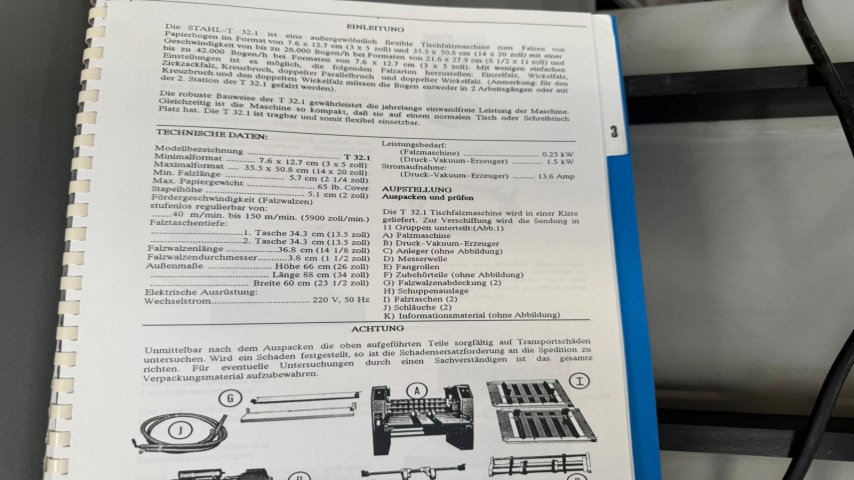 EINLEITUNG
Die STAHL-T 32.1 ist eine außergewöhnlich flexible Tischfalzmaschine zum Falzen von
Papierbogen im Format von 7.6 x 12.7 cm (3 x 5 zoll) und 35.5 x 50.8 cm (14 x 20 zoll) mit einer
Geschwindigkeit von bis zu 28.000 Bogen/h bei Formaten von 21.6 x 27.9 cm (8 1/2 x 11 zoll) und
bis zu 42.000 Bogen/h bei Formaten von 7.6 x 12.7 cm (3 x 5 zoll). Mit wenigen einfachen
Einstellungen ist es möglich, die folgenden Falzarten herzustellen: Einzelfalz, Wickelfalz,
Zickzackfalz, Kreuzbruch, doppelter Parallelbruch und doppelter Wickelfalz. (Anmerkung: für den
Kreuzbruch und den doppelten Wickelfalz müssen die Bogen entweder in 2 Arbeitsgängen oder mit
der 2. Station der T 32.1 gefalzt werden).
Die robuste Bauweise der T 32.1 gewährleistet die jahrelange einwandfreie Leistung der Maschine.
Gleichzeitig ist die Maschine so kompakt, daß sie auf einem normalen Tisch oder Schreibtisch
Platz hat. Die T 32.1 ist tragbar und somit flexibel einsetzbar.
TECHNISCHE DATEN:
Modellbezeichnung ........................ T 32.1
Minimalformat .......... 7.6 x 12.7 cm (3 x 5 zoll)
Maximalformat .... 35.5 x 50.8 cm (14 x 20 zoll)
Min. Falzlänge .................. 5.7 cm (2 1/4 zoll)
Max. Papiergewicht ................... 65 lb. Cover
Stapelhöhe ............................ 5.1 cm (2 zoll)
Fördergeschwindigkeit (Falzwalzen)
stufenlos regulierbar von:
.......40 m/min. bis 150 m/min. (5900 zoll/min.)
Falztaschentiefe:
........................1. Tasche 34.3 cm (13.5 zoll)
........................2. Tasche 34.3 cm (13.5 zoll)
Falzwalzenlänge ...............36.8 cm (14 1/8 zoll)
Falzwalzendurchmesser.......3.8 cm (1 1/2 zoll)
Außenmaße .................. Höhe 66 cm (26 zoll)
.............................. Länge 88 cm (34 zoll)
......................... Breite 60 cm (23 1/2 zoll)
Elektrische Ausrüstung:
Wechselstrom......................... 220 V, 50 Hz
Leistungsbedarf:
(Falzmaschine) ...................... 0.25 kW
(Druck-Vakuum-Erzeuger) .......... 1.5 kW
Stromaufnahme:
(Druck-Vakuum-Erzeuger) ........ 13.6 Amp
AUFSTELLUNG
Auspacken und prüfen
Die T 32.1 Tischfalzmaschine wird in einer Kiste
geliefert. Zur Verschiffung wird die Sendung in
11 Gruppen unterteilt:(Abb.1)
A) Falzmaschine
B) Druck-Vakuum-Erzeuger
C) Anleger (ohne Abbildung)
D) Messerwelle
E) Fangrollen
F) Zubehörteile (ohne Abbildung)
G) Falzwalzenabdeckung (2)
H) Schuppenauslage
I) Falztaschen (2)
J) Schläuche (2)
K) Informationsmaterial (ohne Abbildung)
ACHTUNG
Unmittelbar nach dem Auspacken die oben aufgeführten Teile sorgfältig auf Transportschäden
untersuchen. Wird ein Schaden festgestellt, so ist die Schadensersatzforderung an die Spedition zu
richten. Für eventuelle Untersuchungen durch einen Sachverständigen ist das gesamte
Verpackungsmaterial aufzubewahren.
G
A
I
J
3